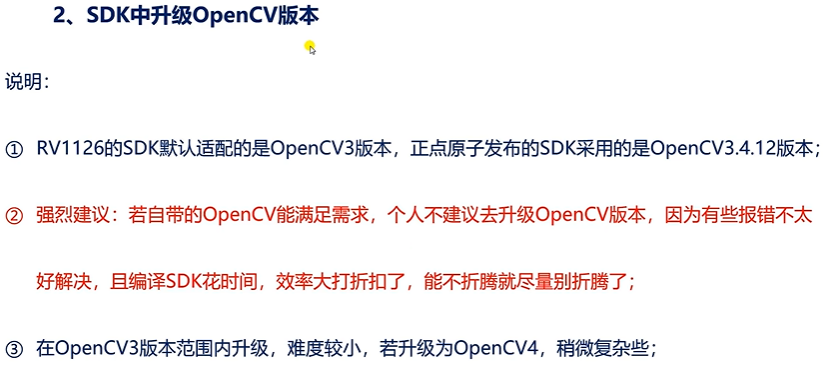 2、SDK中升级OpenCV版本
说明：
① RV1126的SDK默认适配的是OpenCV3版本，正点原子发布的SDK采用的是OpenCV3.4.12版本；
② 强烈建议：若自带的OpenCV能满足需求，个人不建议去升级OpenCV版本，因为有些报错不太
好解决，且编译SDK花时间，效率大打折扣了，能不折腾就尽量别折腾了；
③ 在OpenCV3版本范围内升级，难度较小，若升级为OpenCV4，稍微复杂些；